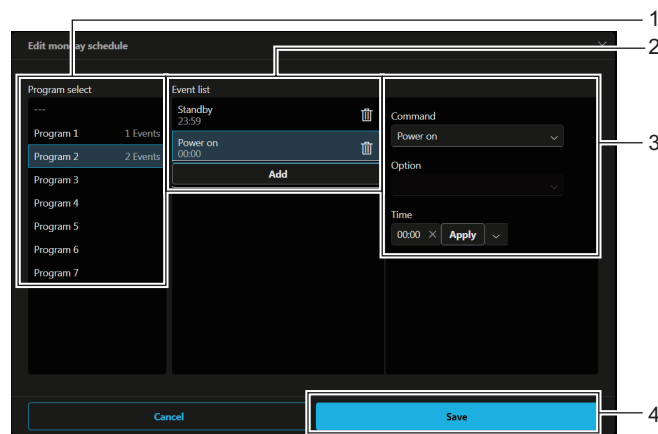 1
Edit monday schedule
2
Program select
---
Program 1 1 Events
Program 2 2 Events
Program 3
Program 4
Program 5
Program 6
Program 7
Event list
Standby
23:59
Power on
00:00
Add
Command
Power on
3
Option
Time
00:00 × Apply
Cancel
Save
4